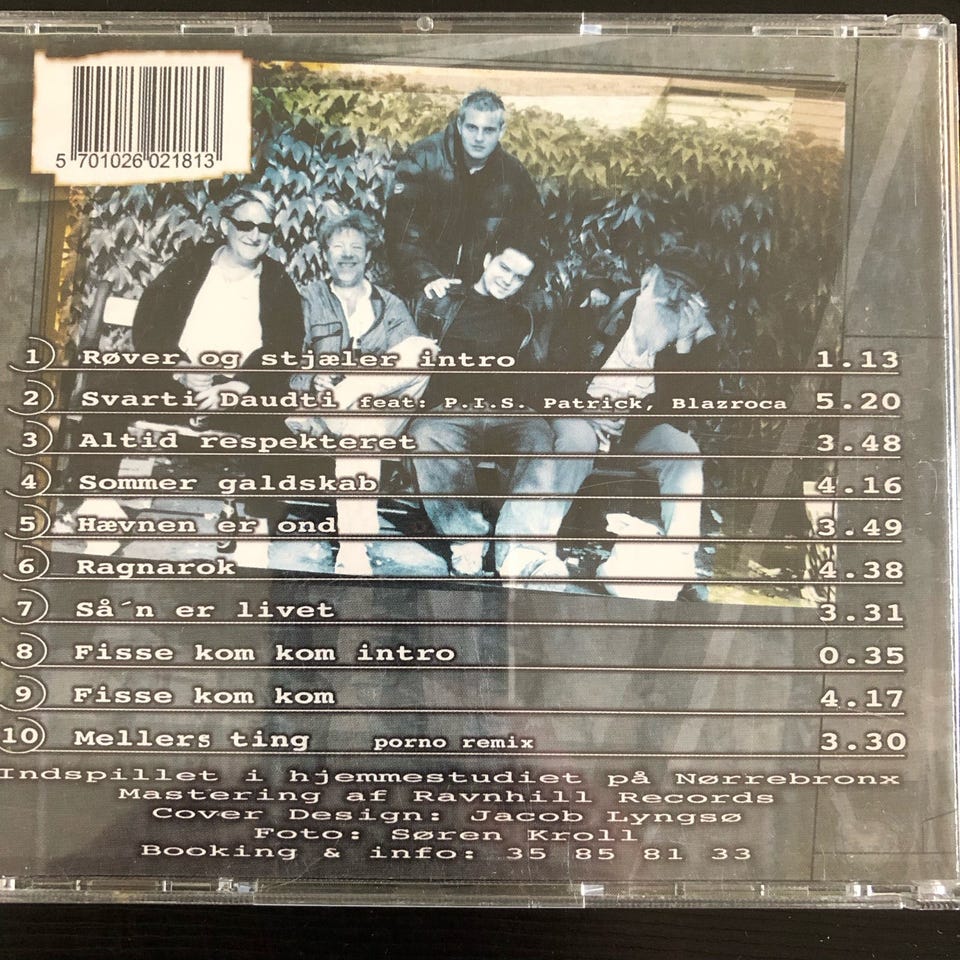 5 701026 021813
1 Røver og stjæler intro 1.13
2 Svarti Daudti feat: P.I.S. Patrick, Blazroca 5.20
3 Altid respekteret 3.48
4 Sommer galdskab 4.16
5 Hævnen er ond 3.49
6 Ragnarok 4.38
7 Så´n er livet 3.31
8 Fisse kom kom intro 0.35
9 Fisse kom kom 4.17
10 Mellers ting porno remix 3.30
Indspillet i hjemmestudiet på Nørrebronx
Mastering af Ravnhill Records
Cover Design: Jacob Lyngsø
Foto: Søren Kroll
Booking & info: 35 85 81 33